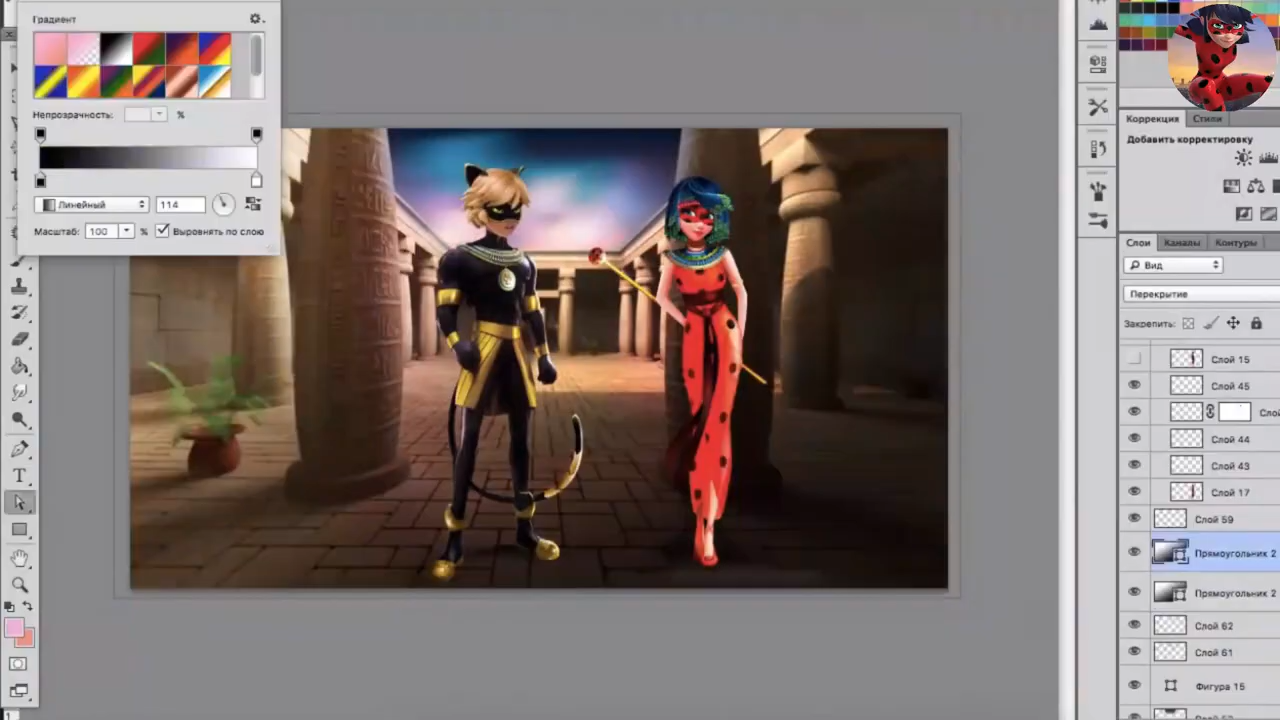 Градиент
Непрозрачность:
%
Линейный
114
Масштаб:
100
%
Выровнять по слою
Коррекция
Стили
Добавить корректировку
Слои
Каналы
Контуры
Вид
Перекрытие
Закрепить:
Слой 15
Слой 45
Слой 44
Слой 43
Слой 17
Слой 59
Прямоугольник 2
Прямоугольник 2
Слой 62
Слой 61
Фигура 15